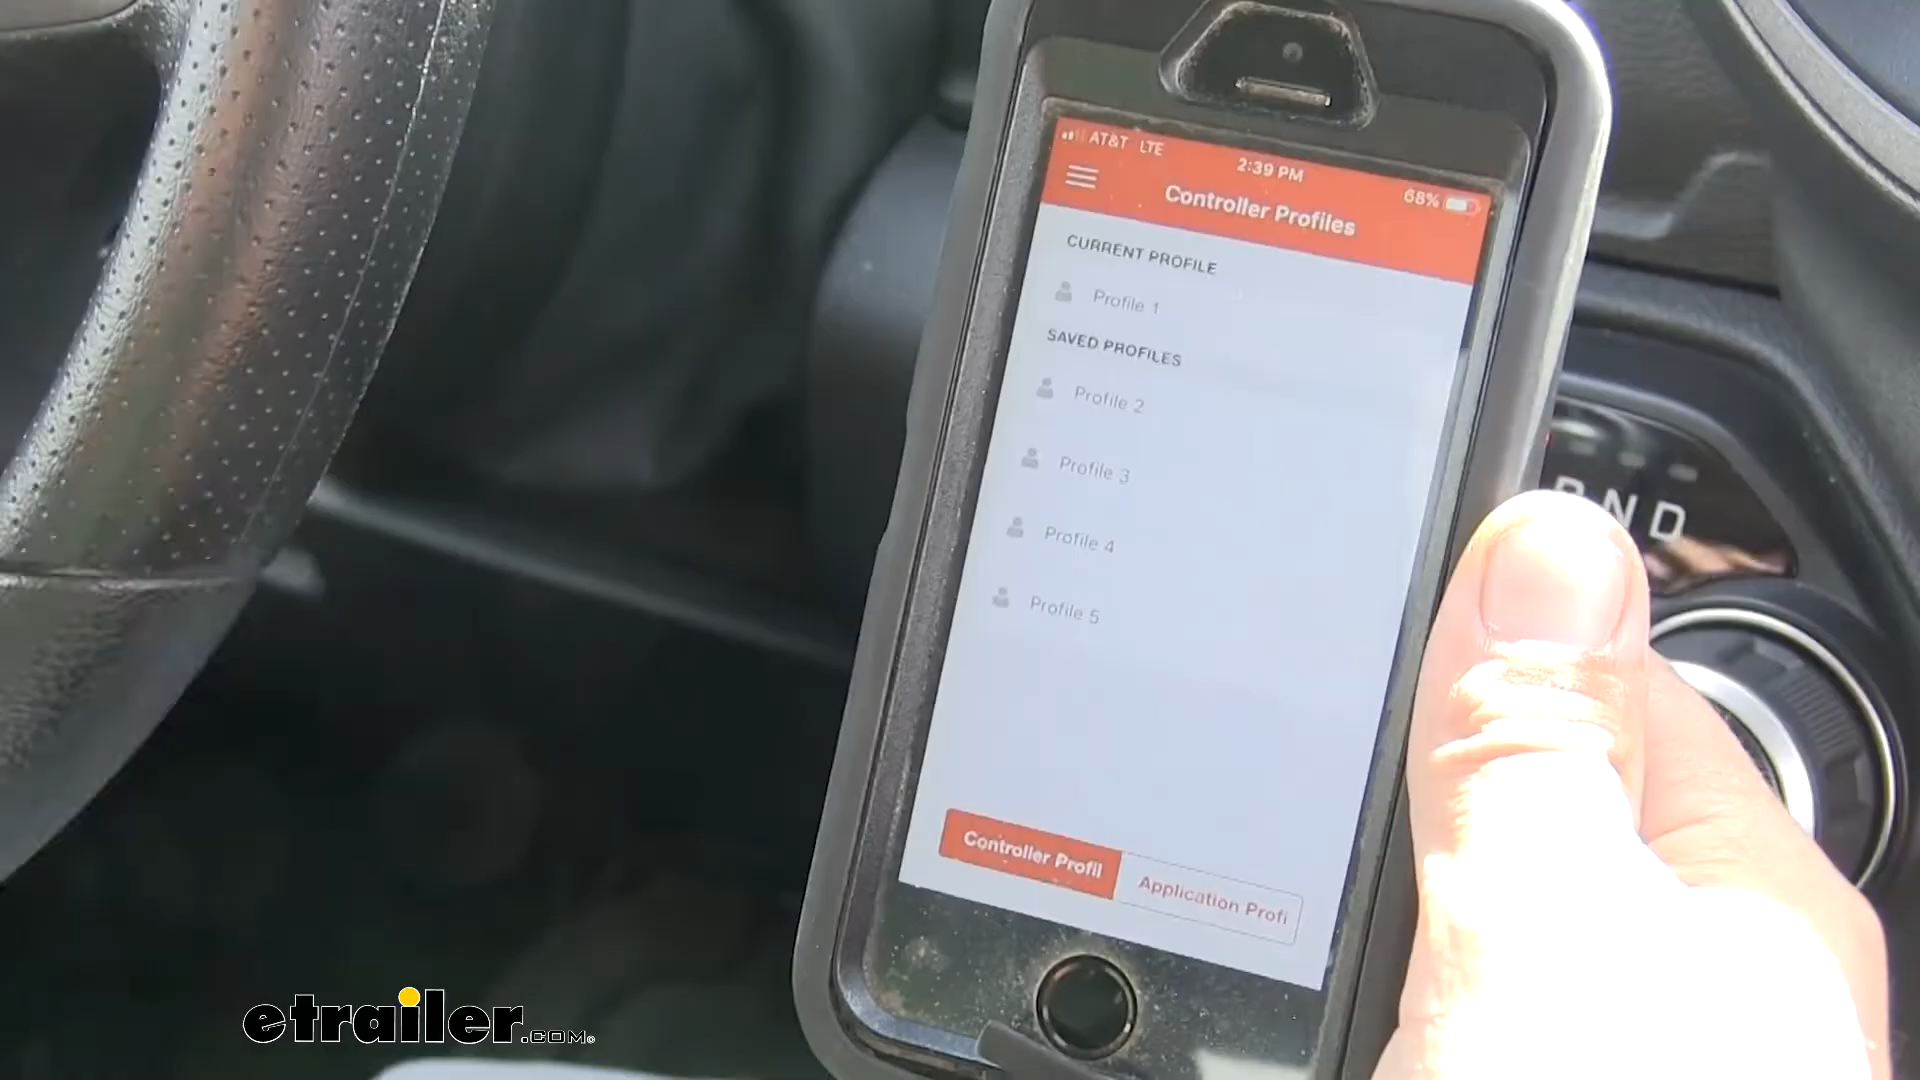 AT&T LTE
2:39 PM
68%
Controller Profiles
CURRENT PROFILE
Profile 1
SAVED PROFILES
Profile 2
Profile 3
Profile 4
Profile 5
Controller Profil
Application Profi
N D
etrailer.com